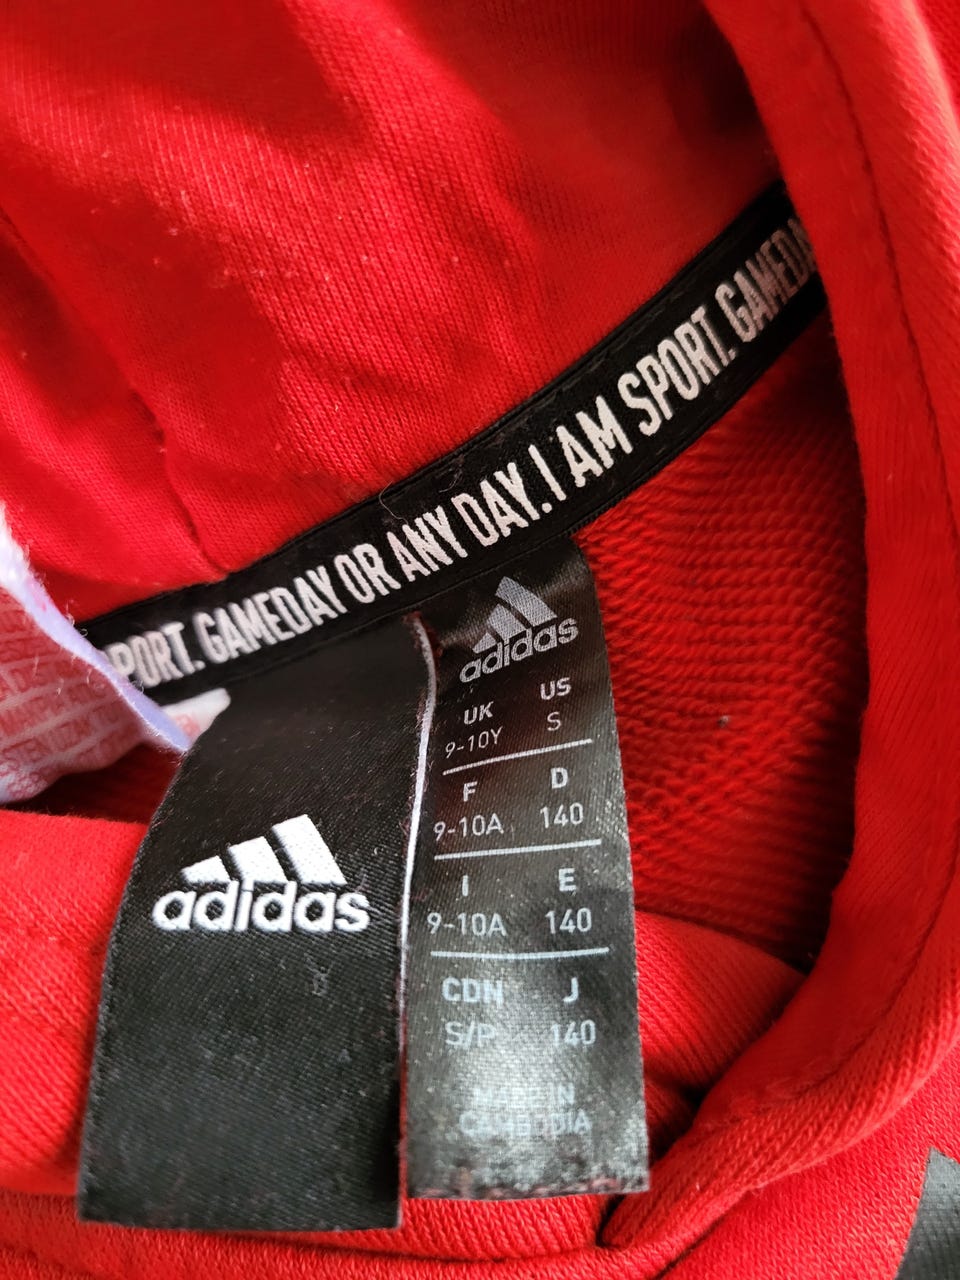 PORT. GAMEDAY OR ANY DAY. I AM SPORT. GAMEDA
adidas
adidas
UK US
9-10Y S
F D
9-10A 140
I E
9-10A 140
CDN J
S/P 140
MADE IN
CAMBODIA